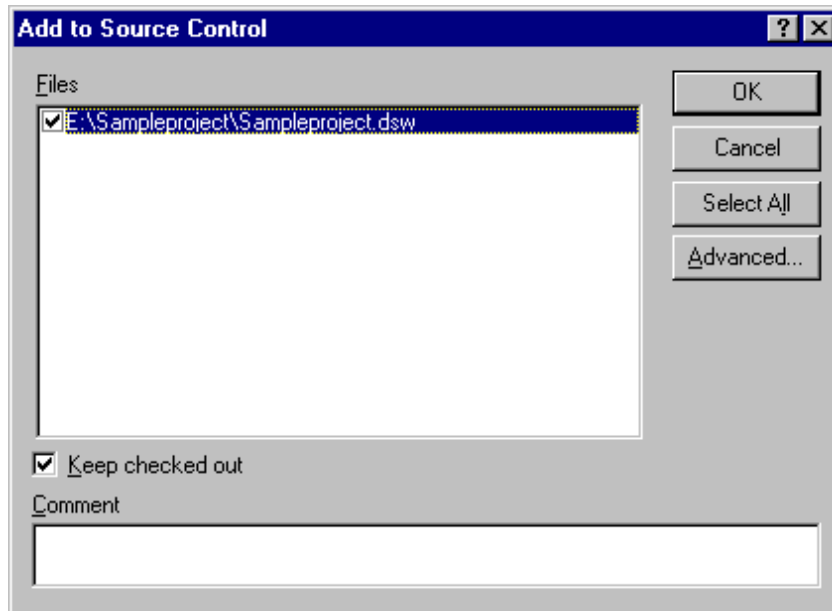 Add to Source Control
Files
E:\Sampleproject\Sampleproject.dsw
OK
Cancel
Select All
Advanced...
Keep checked out
Comment